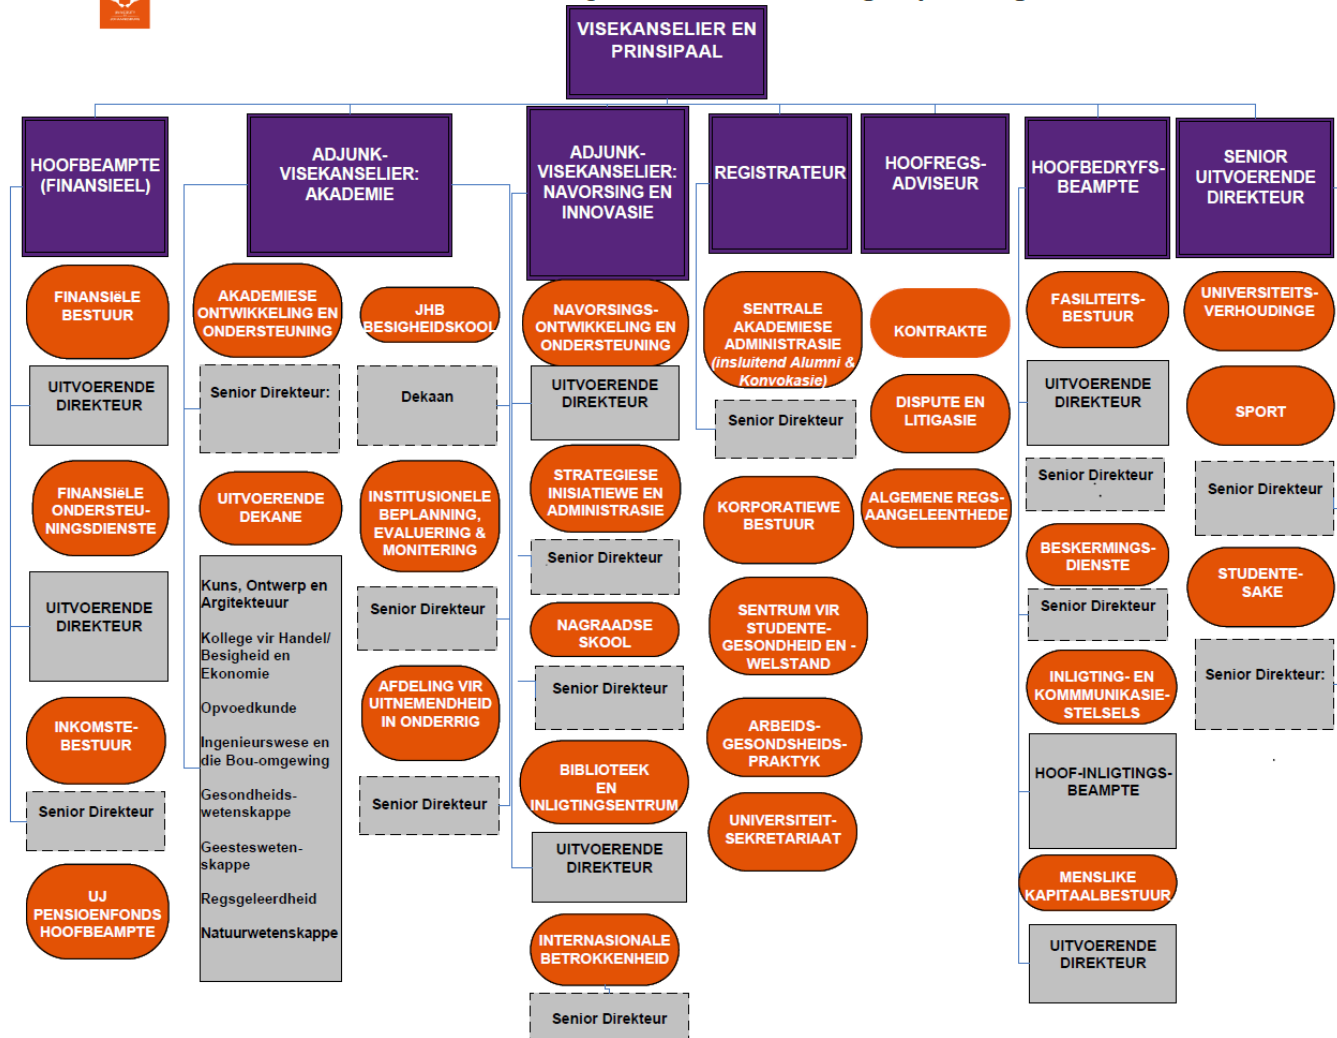 VISEKANSELIER EN
PRINSIPAAL
HOOFBEAMPTE
(FINANSIEEL)
FINANSIëLE
BESTUUR
UITVOERENDE
DIREKTEUR
FINANSIëLE
ONDERSTEU-
NINGSDIENSTE
UITVOERENDE
DIREKTEUR
INKOMSTE-
BESTUUR
Senior Direkteur
UJ
PENSIOENFONDS
HOOFBEAMPTE
ADJUNK-
VISEKANSELIER:
AKADEMIE
AKADEMIESE
ONTWIKKELING EN
ONDERSTEUNING
Senior Direkteur:
UITVOERENDE
DEKANE
Kuns, Ontwerp en
Argitekteuur
Kollege vir Handel/
Besigheid en
Ekonomie
Opvoedkunde
Ingenieurswese en
die Bou-omgewing
Gesondheids-
wetenskappe
Geestesweten-
skappe
Regsgeleerdheid
Natuurwetenskappe
JHB
BESIGHEIDSKOOL
Dekaan
INSTITUSIONELE
BEPLANNING,
EVALUERING &
MONITERING
Senior Direkteur
AFDELING VIR
UITNEMENDHEID
IN ONDERRIG
Senior Direkteur
ADJUNK-
VISEKANSELIER:
NAVORSING EN
INNOVASIE
NAVORSINGS-
ONTWIKKELING EN
ONDERSTEUNING
UITVOERENDE
DIREKTEUR
STRATEGIESE
INISIATIEWE EN
ADMINISTRASIE
Senior Direkteur
NAGRAADSE
SKOOL
Senior Direkteur
BIBLIOTEEK
EN
INLIGTINGSENTRUM
UITVOERENDE
DIREKTEUR
INTERNASIONALE
BETROKKENHEID
Senior Direkteur
REGISTRATEUR
SENTRALE
AKADEMIESE
ADMINISTRASIE
(insluitend Alumni &
Konvokasie)
Senior Direkteur
KORPORATIEWE
BESTUUR
SENTRUM VIR
STUDENTE-
GESONDHEID EN -
WELSTAND
ARBEIDS-
GESONDSHEIDS-
PRAKTYK
UNIVERSITEIT-
SEKRETARIAAT
HOOFREGS-
ADVISEUR
KONTRAKTE
DISPUTE EN
LITIGASIE
ALGEMENE REGS-
AANGELEENTHEDE
HOOFBEDRYFS-
BEAMPTE
FASILITEITS-
BESTUUR
UITVOERENDE
DIREKTEUR
Senior Direkteur
BESKERMINGS-
DIENSTE
Senior Direkteur
INLIGTING- EN
KOMMMUNIKASIE-
STELSELS
HOOF-INLIGTINGS-
BEAMPTE
MENSLIKE
KAPITAALBESTUUR
UITVOERENDE
DIREKTEUR
SENIOR
UITVOERENDE
DIREKTEUR
UNIVERSITEITS-
VERHOUDINGE
SPORT
Senior Direkteur
STUDENTE-
SAKE
Senior Direkteur: